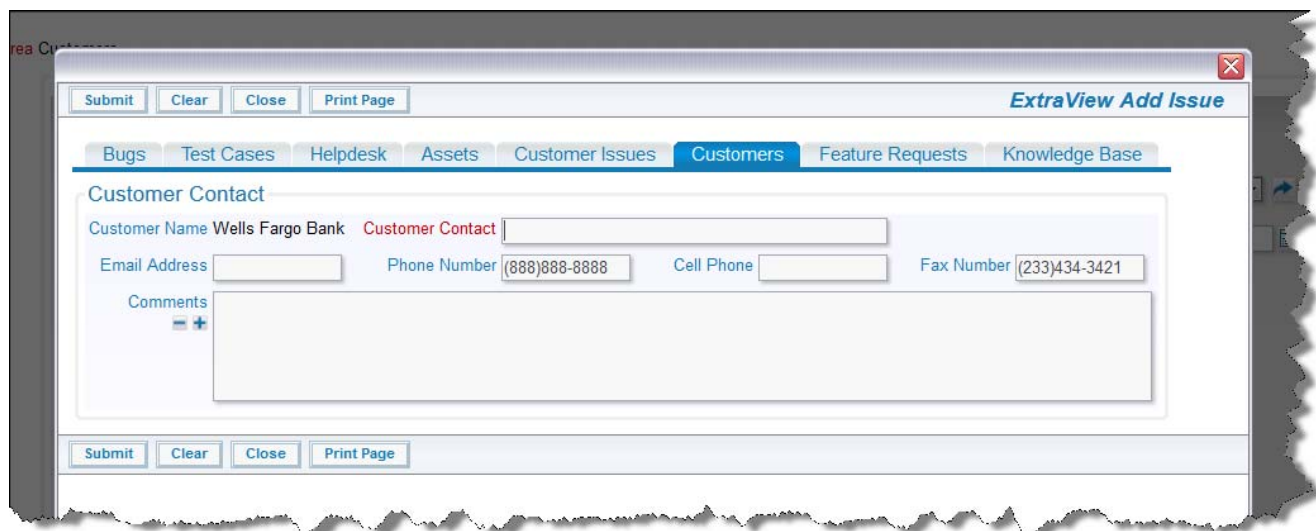 rea Customers
Submit Clear Close Print Page ExtraView Add Issue
Bugs Test Cases Helpdesk Assets Customer Issues Customers Feature Requests Knowledge Base
Customer Contact
Customer Name Wells Fargo Bank Customer Contact
Email Address Phone Number (888)888-8888 Cell Phone Fax Number (233)434-3421
Comments
Submit Clear Close Print Page